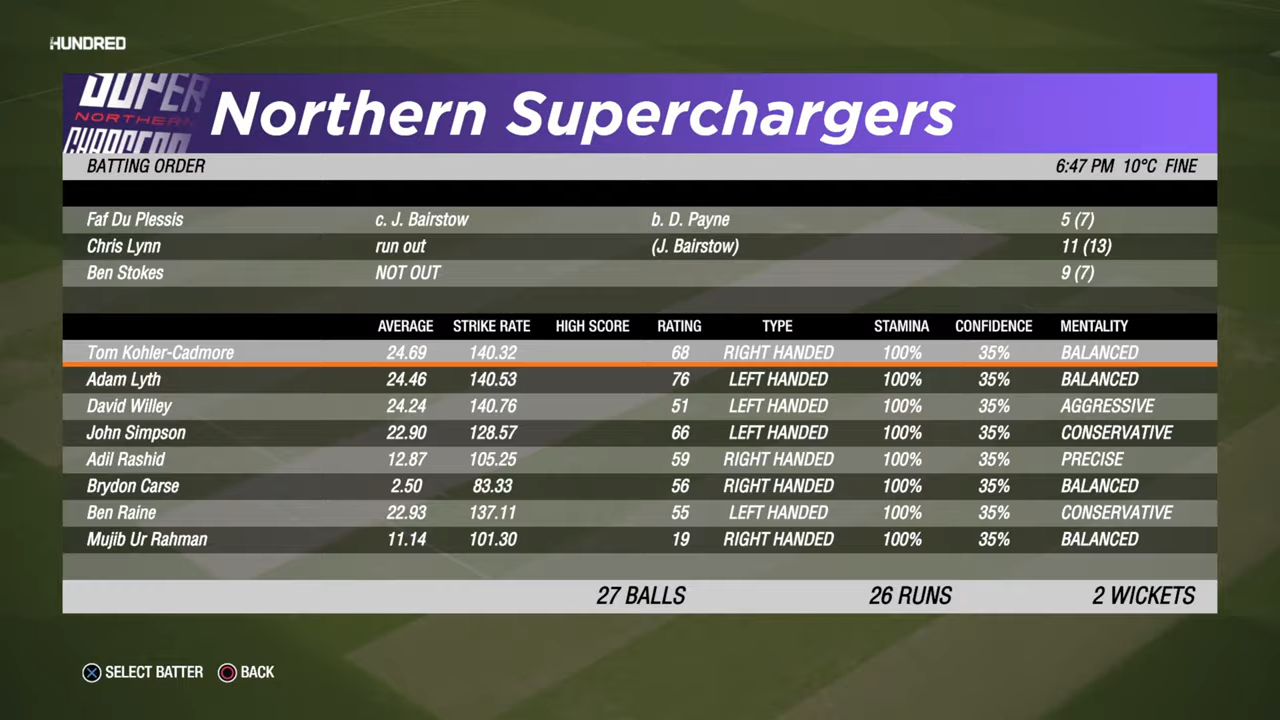 HUNDRED
SUPER
NORTHERN
CHARGERS
Northern Superchargers
BATTING ORDER 6:47 PM 10°C FINE
Faf Du Plessis c. J. Bairstow b. D. Payne 5 (7)
Chris Lynn run out (J. Bairstow) 11 (13)
Ben Stokes NOT OUT 9 (7)
AVERAGE STRIKE RATE HIGH SCORE RATING TYPE STAMINA CONFIDENCE MENTALITY
Tom Kohler-Cadmore 24.69 140.32 68 RIGHT HANDED 100% 35% BALANCED
Adam Lyth 24.46 140.53 76 LEFT HANDED 100% 35% BALANCED
David Willey 24.24 140.76 51 LEFT HANDED 100% 35% AGGRESSIVE
John Simpson 22.90 128.57 66 LEFT HANDED 100% 35% CONSERVATIVE
Adil Rashid 12.87 105.25 59 RIGHT HANDED 100% 35% PRECISE
Brydon Carse 2.50 83.33 56 RIGHT HANDED 100% 35% BALANCED
Ben Raine 22.93 137.11 55 LEFT HANDED 100% 35% CONSERVATIVE
Mujib Ur Rahman 11.14 101.30 19 RIGHT HANDED 100% 35% BALANCED
27 BALLS 26 RUNS 2 WICKETS
SELECT BATTER BACK